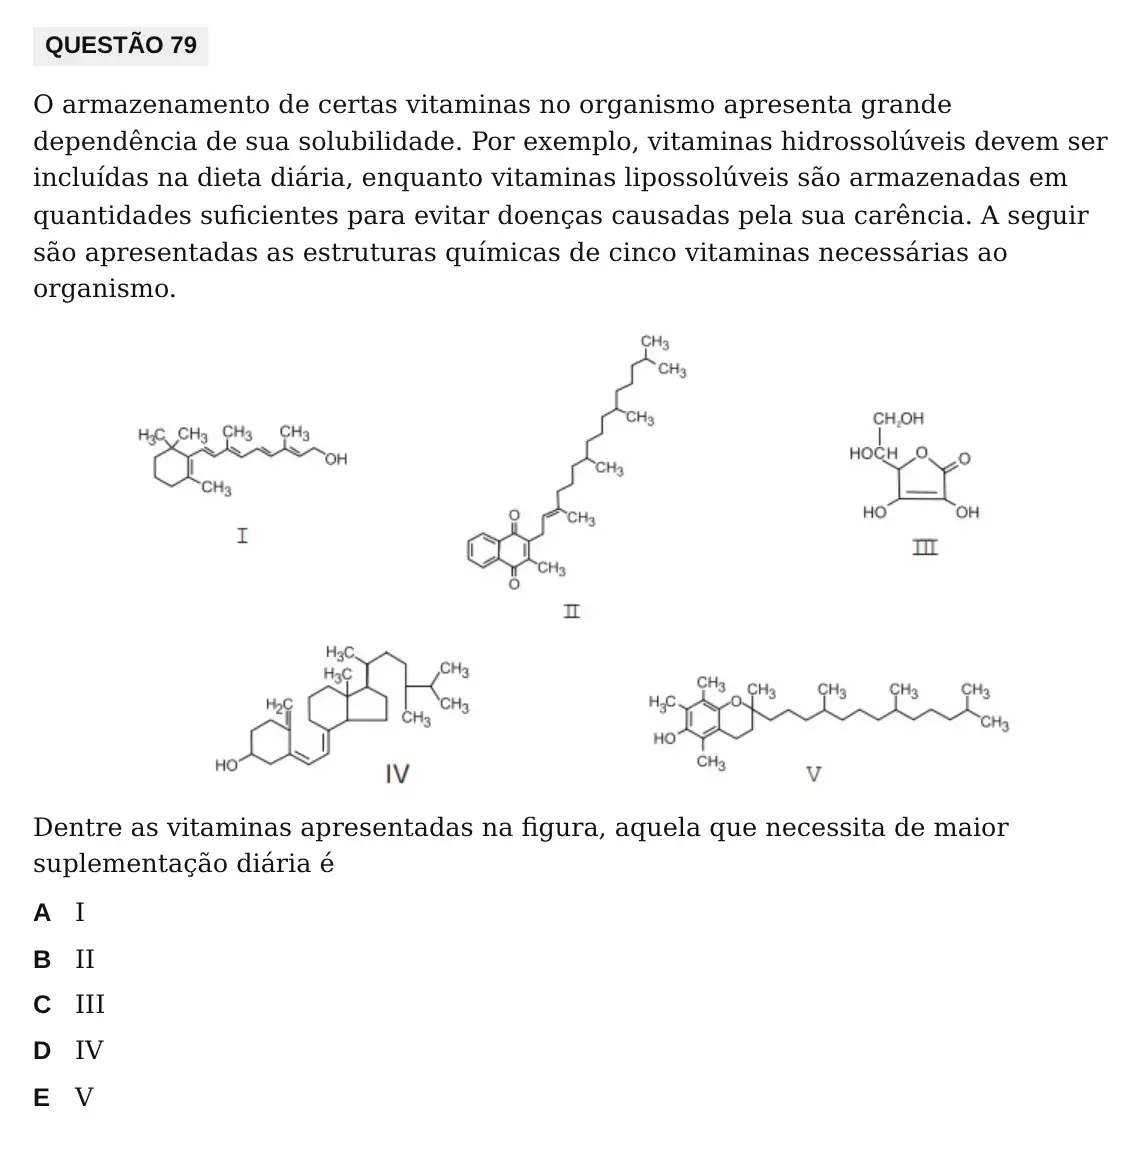 QUESTÃO 79
O armazenamento de certas vitaminas no organismo apresenta grande
dependência de sua solubilidade. Por exemplo, vitaminas hidrossolúveis devem ser
incluídas na dieta diária, enquanto vitaminas lipossolúveis são armazenadas em
quantidades suficientes para evitar doenças causadas pela sua carência. A seguir
são apresentadas as estruturas químicas de cinco vitaminas necessárias ao
organismo.
H₃C CH₃ CH₃ CH₃
OH
CH₃
I
CH₃
CH₃
CH₃
CH₃
CH₃
O
CH₃
O
II
CH₂OH
HOCH O O
HO OH
III
H₃C
H₃C CH₃
H₂C CH₃
CH₃
HO
IV
CH₃ CH₃ CH₃ CH₃ CH₃
H₃C O
CH₃
HO
CH₃
V
Dentre as vitaminas apresentadas na figura, aquela que necessita de maior
suplementação diária é
A I
B II
C III
D IV
E V